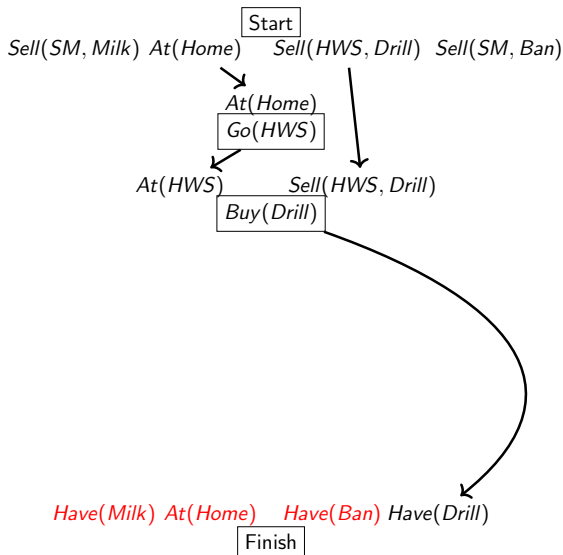 Start
Sell(SM, Milk) At(Home) Sell(HWS, Drill) Sell(SM, Ban)
At(Home)
Go(HWS)
At(HWS) Sell(HWS, Drill)
Buy(Drill)
Have(Milk) At(Home) Have(Ban) Have(Drill)
Finish